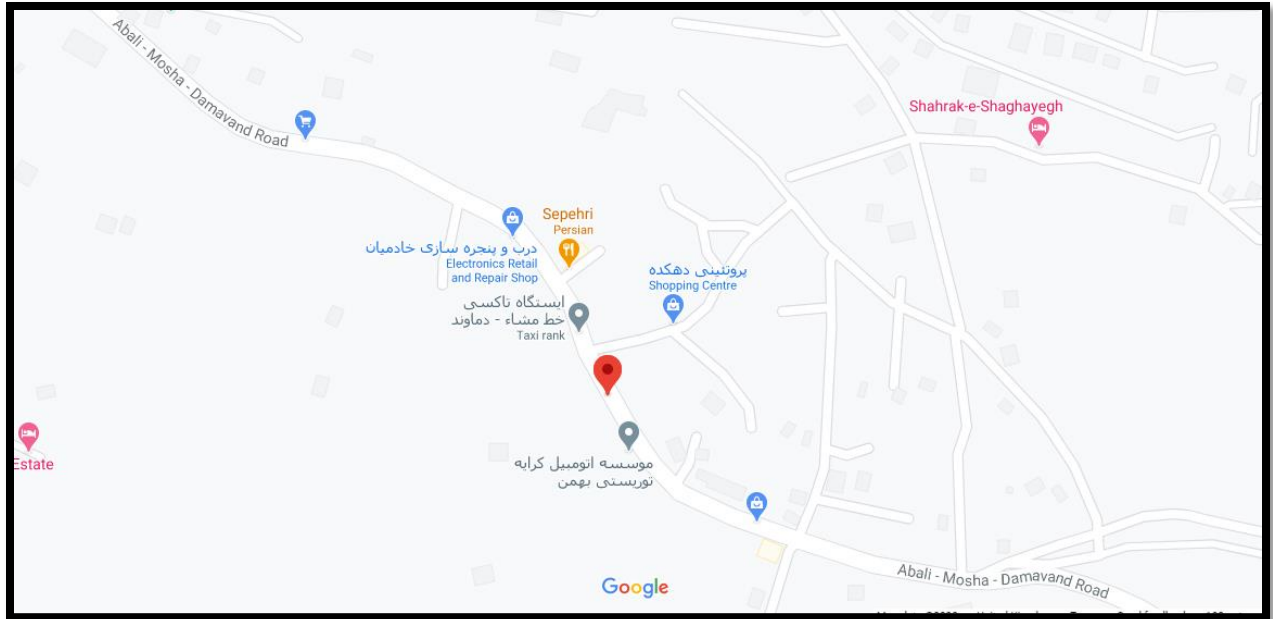 Abali - Mosha - Damavand Road
Shahrak-e-Shaghayegh
Sepehri
Persian
درب و پنجره سازی خادمیان
Electronics Retail
and Repair Shop
پروتئینی دهکده
Shopping Centre
ایستگاه تاکسی
خط مشاء - دماوند
Taxi rank
Estate
موسسه اتومبیل کرایه
توریستی بهمن
Abali - Mosha - Damavand Road
Google